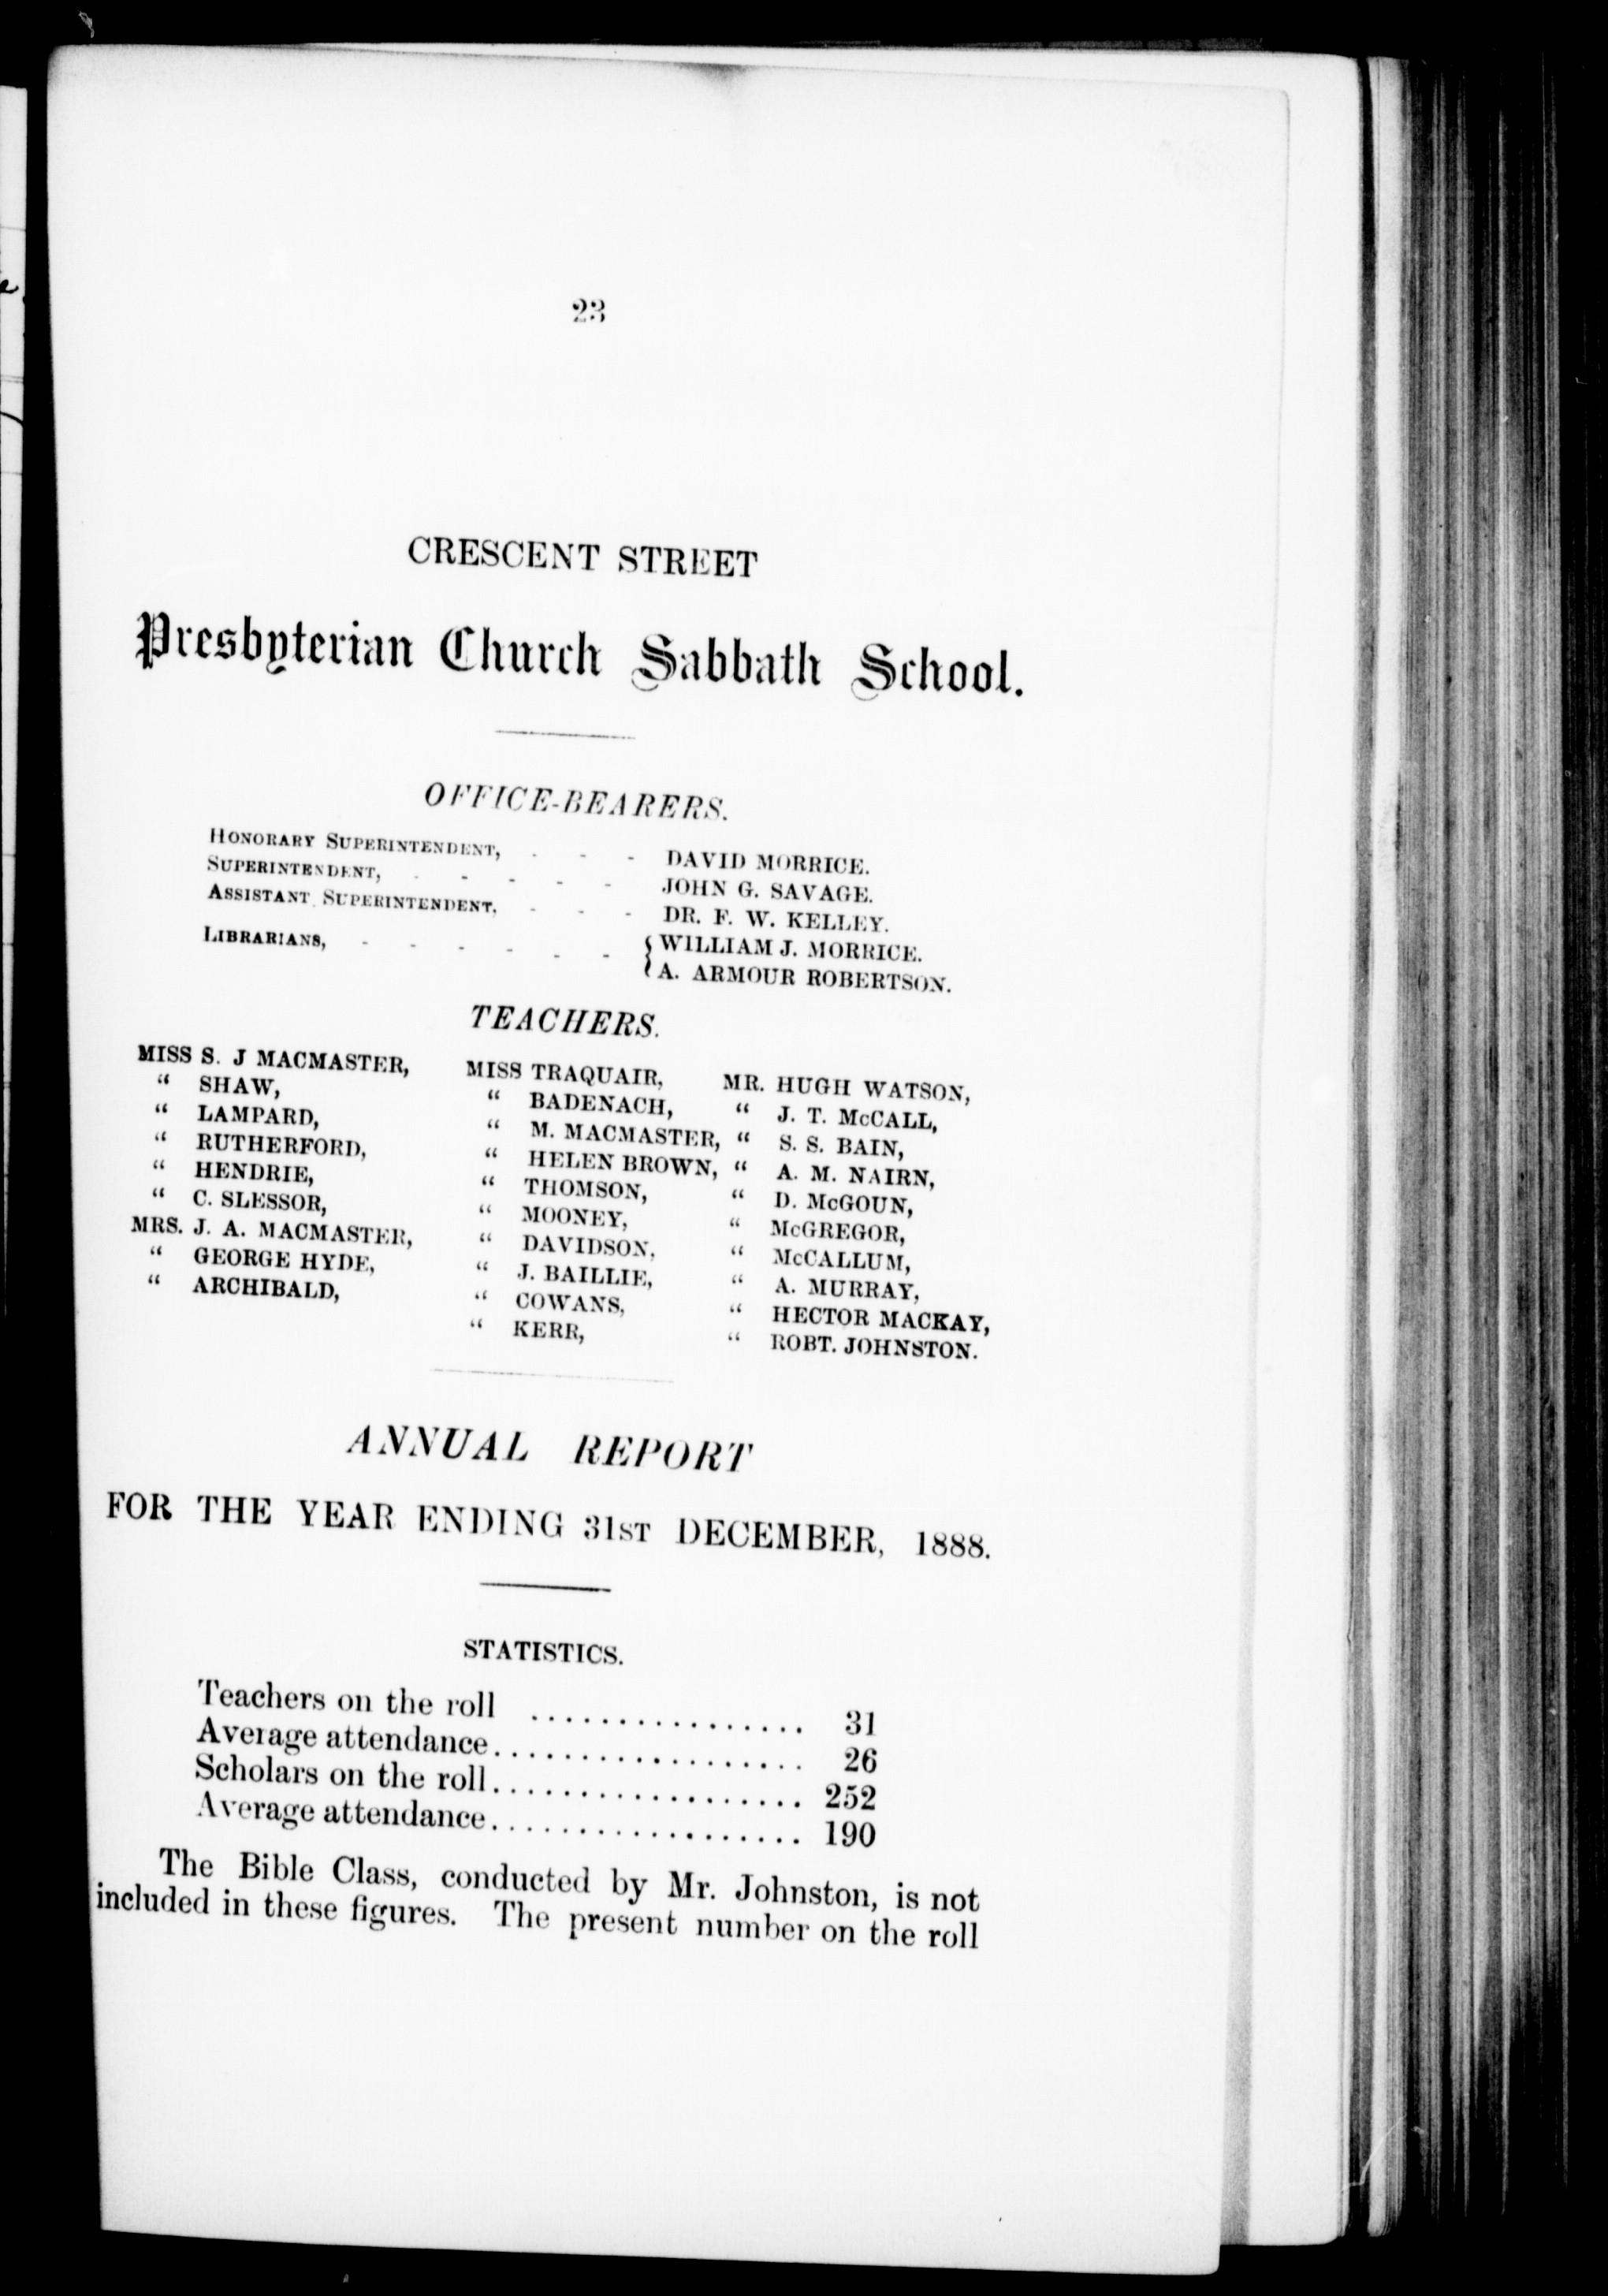 23
CRESCENT STREET
Presbyterian Church Sabbath School.
OFFICE-BEARERS.
HONORARY SUPERINTENDENT, - - - DAVID MORRICE.
SUPERINTENDENT, - - - - - JOHN G. SAVAGE.
ASSISTANT SUPERINTENDENT, - - - DR. F. W. KELLEY.
LIBRARIANS, - - - - - - { WILLIAM J. MORRICE.
A. ARMOUR ROBERTSON.
TEACHERS.
MISS S. J MACMASTER,
“ SHAW,
“ LAMPARD,
“ RUTHERFORD,
“ HENDRIE,
“ C. SLESSOR,
MRS. J. A. MACMASTER,
“ GEORGE HYDE,
“ ARCHIBALD,
MISS TRAQUAIR,
“ BADENACH,
“ M. MACMASTER,
“ HELEN BROWN,
“ THOMSON,
“ MOONEY,
“ DAVIDSON,
“ J. BAILLIE,
“ COWANS,
“ KERR,
MR. HUGH WATSON,
“ J. T. McCALL,
“ S. S. BAIN,
“ A. M. NAIRN,
“ D. McGOUN,
“ McGREGOR,
“ McCALLUM,
“ A. MURRAY,
“ HECTOR MACKAY,
“ ROBT. JOHNSTON.
ANNUAL REPORT
FOR THE YEAR ENDING 31ST DECEMBER, 1888.
STATISTICS.
Teachers on the roll ................ 31
Average attendance.................. 26
Scholars on the roll.................. 252
Average attendance.................. 190
The Bible Class, conducted by Mr. Johnston, is not
included in these figures. The present number on the roll